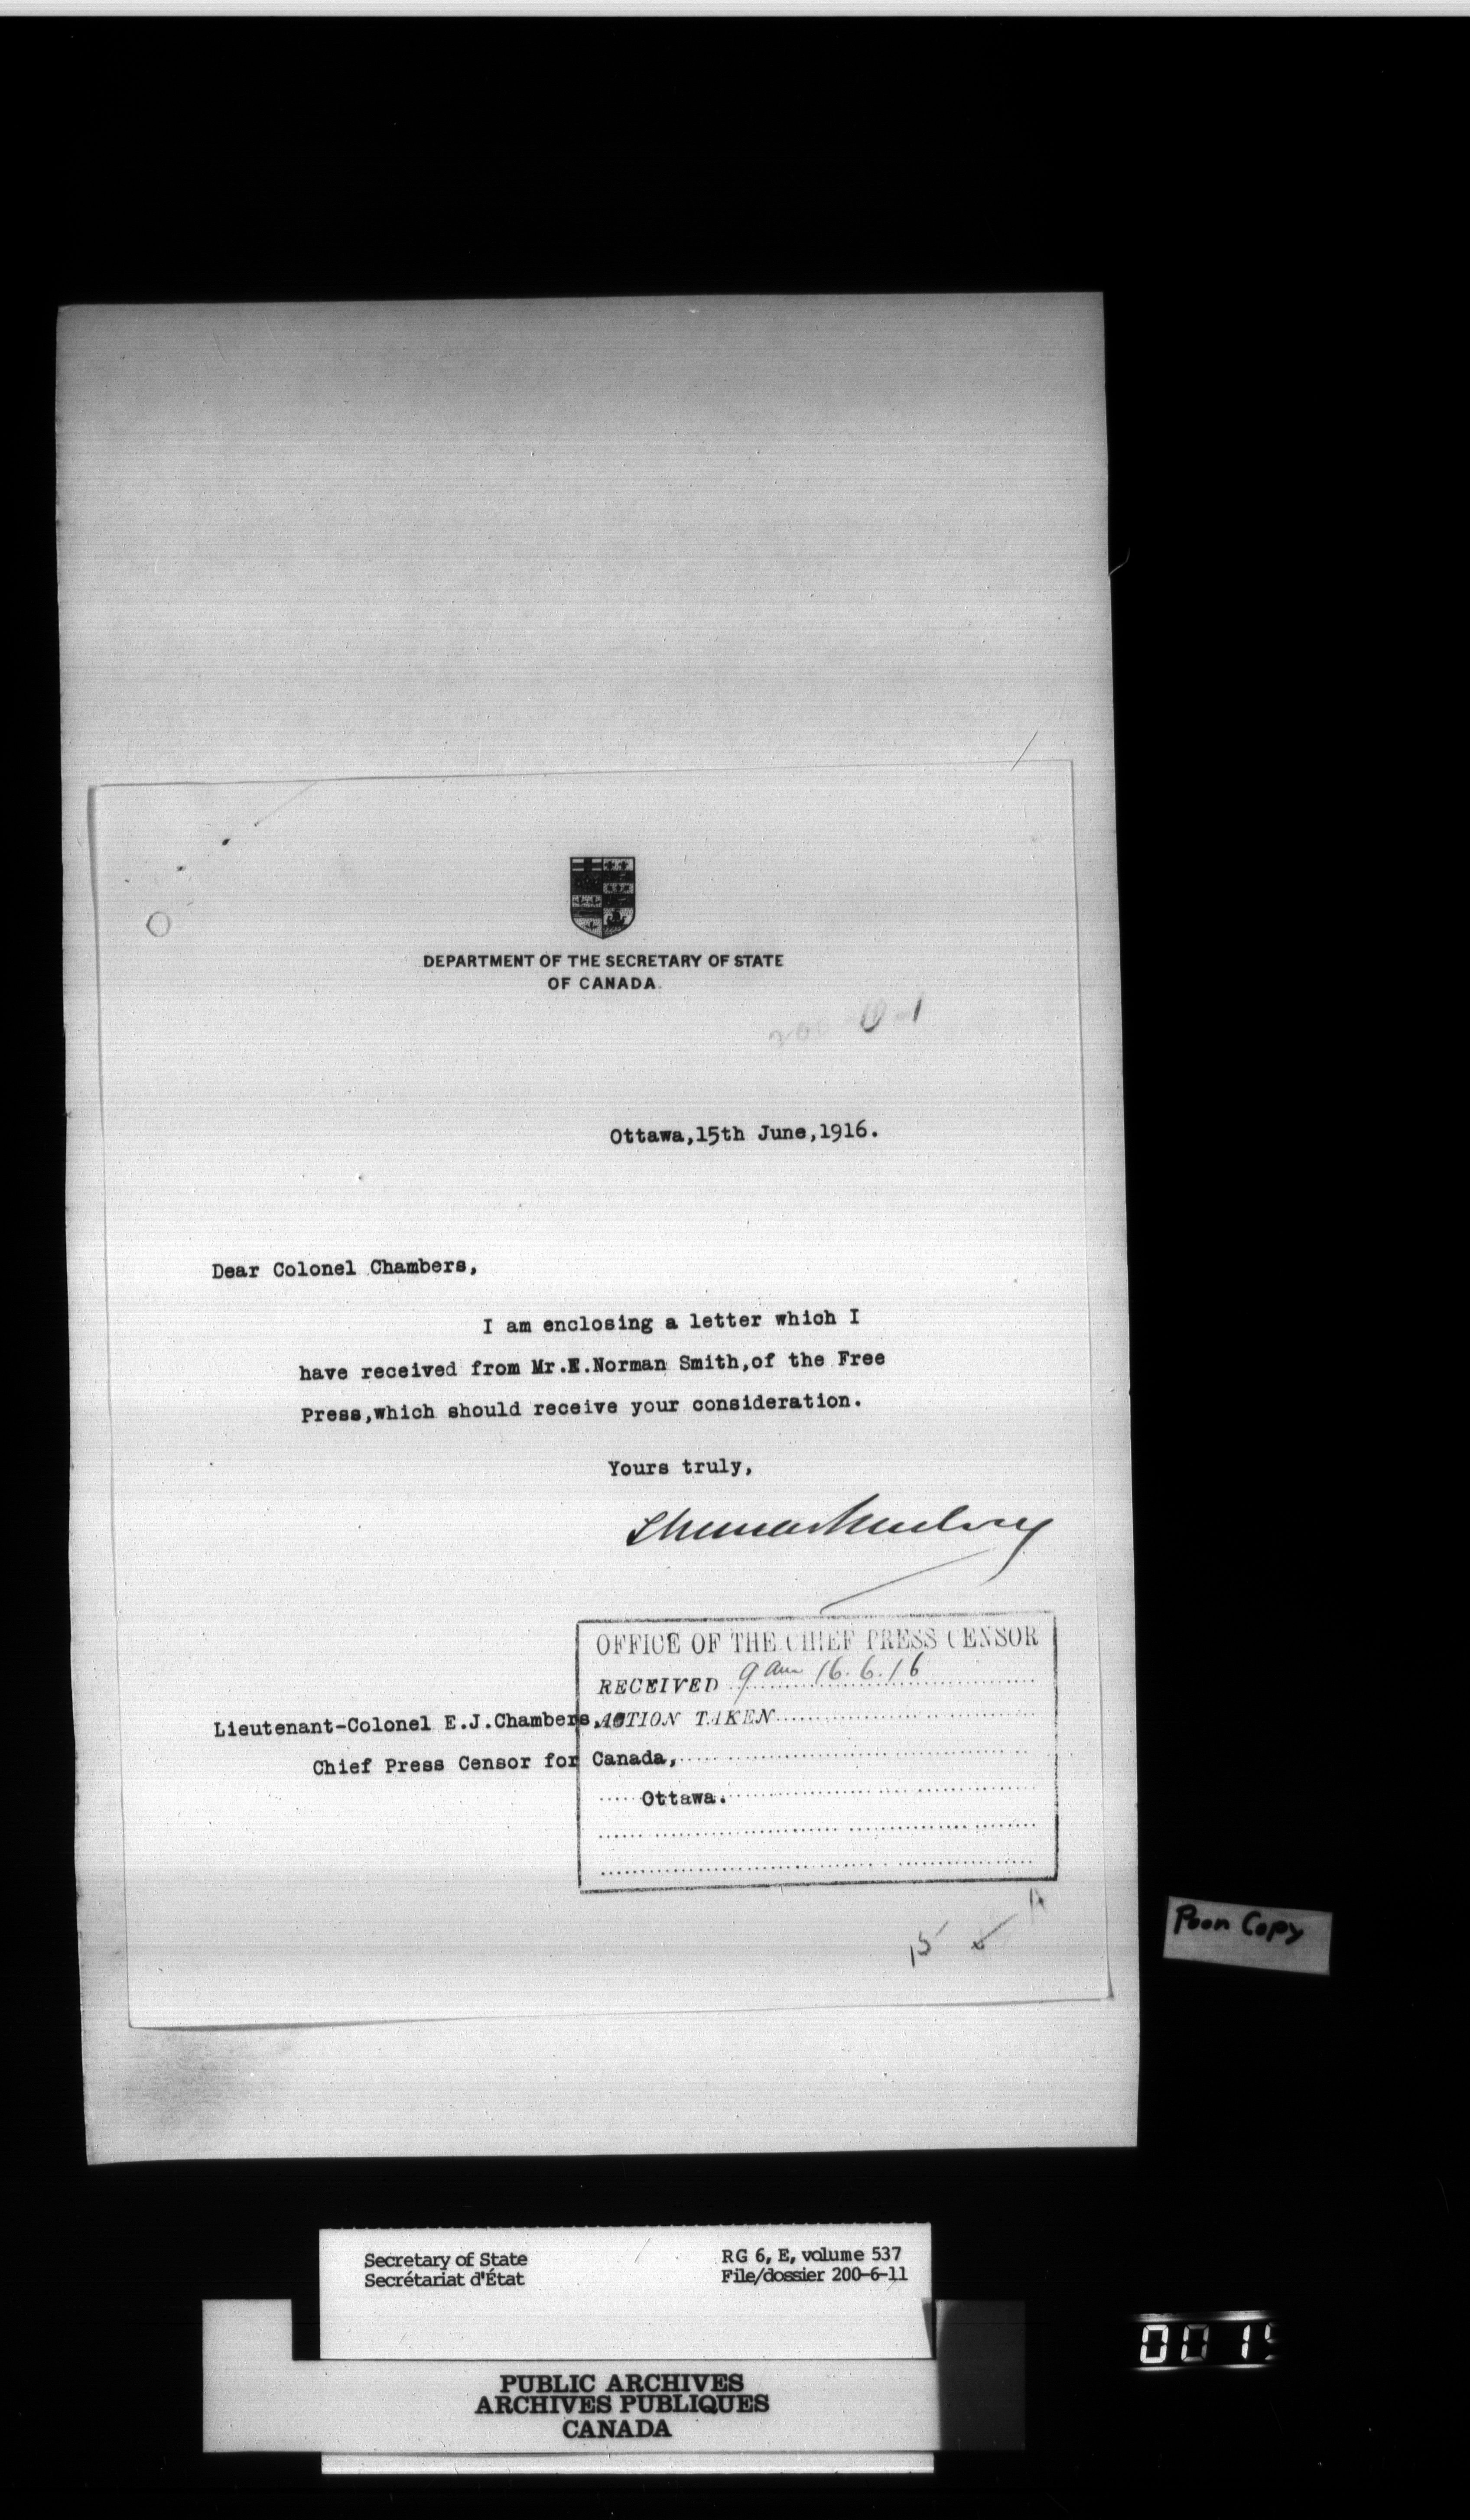 DEPARTMENT OF THE SECRETARY OF STATE
OF CANADA.
Ottawa,15th June,1916.
Dear Colonel Chambers,
I am enclosing a letter which I
have received from Mr.E.Norman Smith,of the Free
Press,which should receive your consideration.
Yours truly,
Thomas Mulvey
OFFICE OF THE CHIEF PRESS CENSOR
RECEIVED 9 am 16.6.16
ACTION TAKEN
Lieutenant-Colonel E.J.Chambers,
Chief Press Censor for Canada,
Ottawa.
15
Poor Copy
Secretary of State
Secrétariat d'État
RG 6, E, volume 537
File/dossier 200-6-11
PUBLIC ARCHIVES
ARCHIVES PUBLIQUES
CANADA